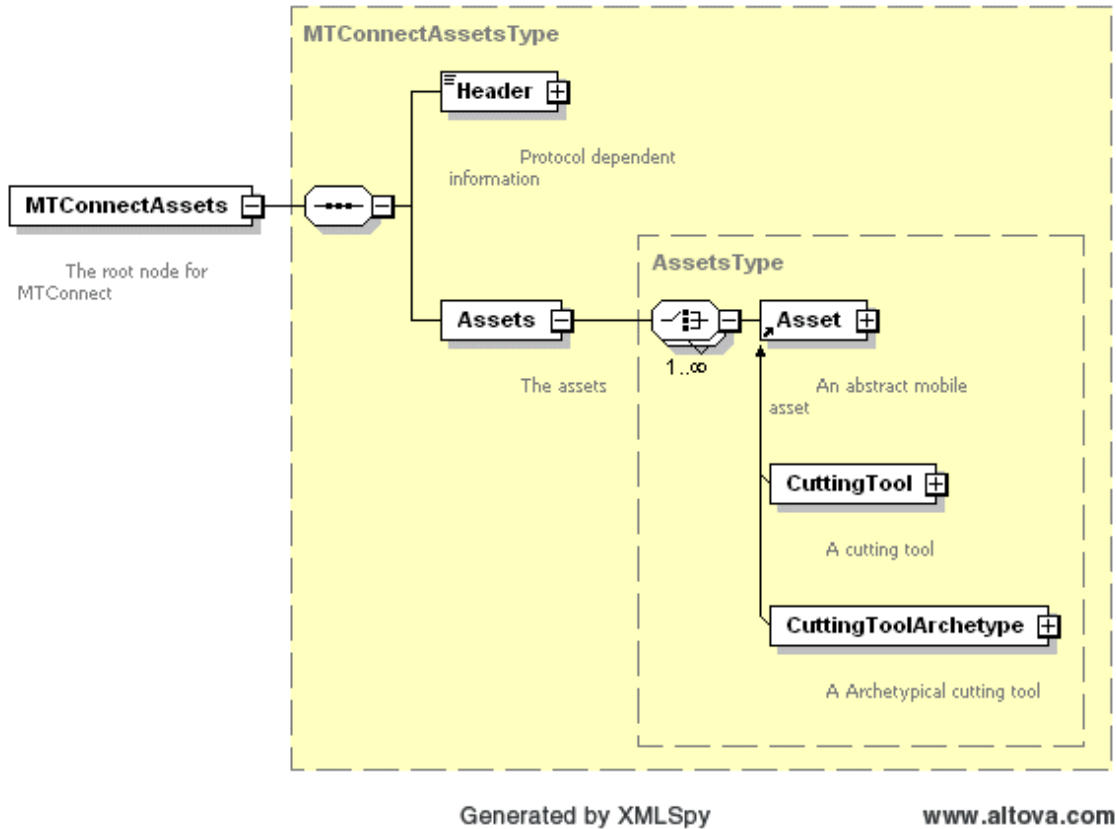 MTConnectAssetsType
Header
Protocol dependent
information
MTConnectAssets
The root node for
MTConnect
AssetsType
Assets
Asset
1..∞
The assets
An abstract mobile
asset
CuttingTool
A cutting tool
CuttingToolArchetype
A Archetypical cutting tool
Generated by XMLSpy
www.altova.com